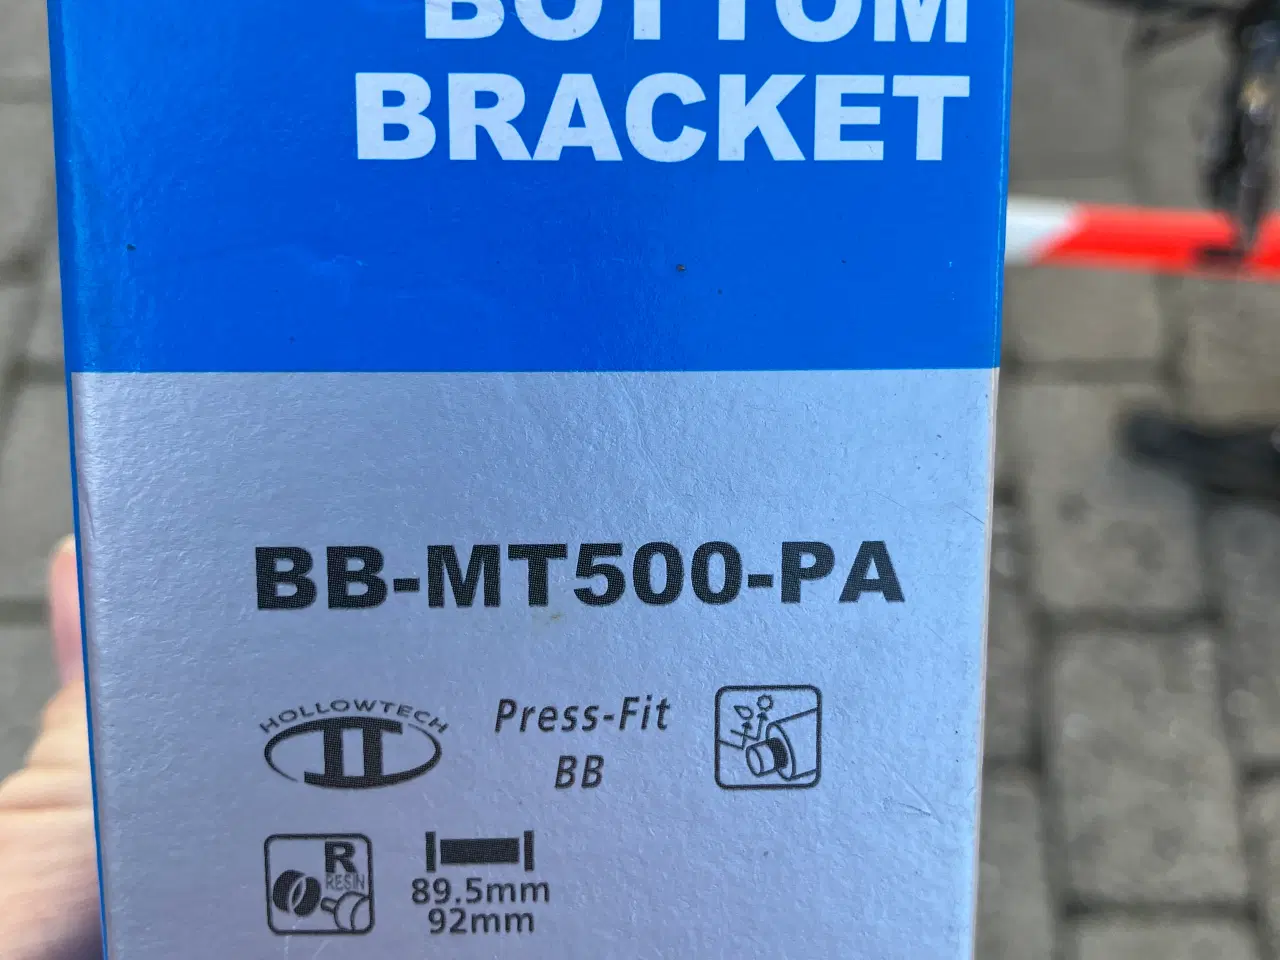 BOTTOM
BRACKET
BB-MT500-PA
HOLLOWTECH
II
Press-Fit
BB
R
RESIN
89.5mm
92mm